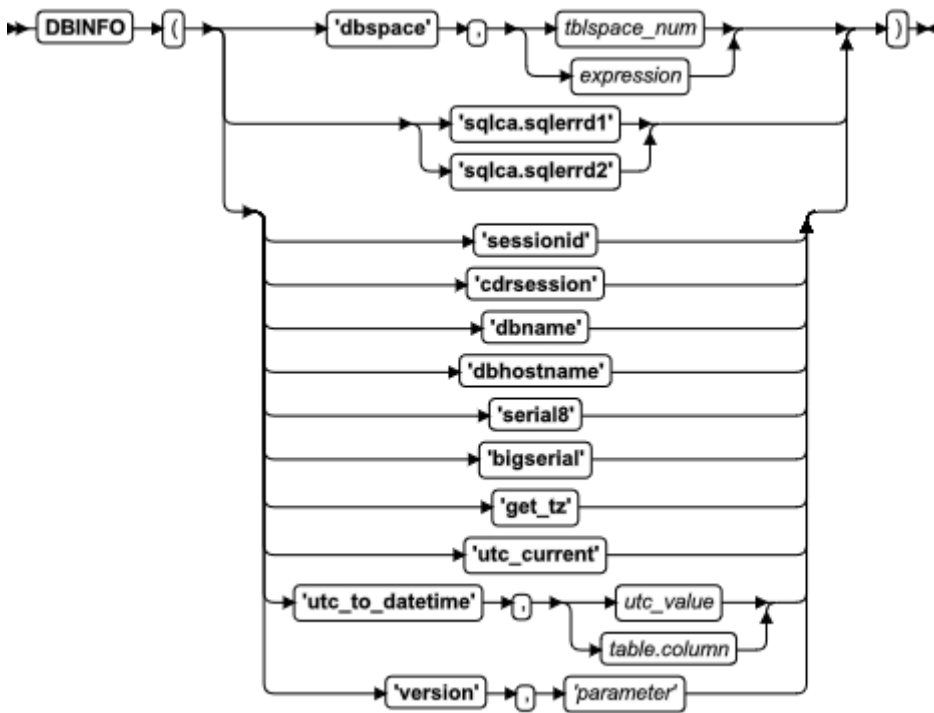 DBINFO ( 'dbspace' , tblspace_num )
expression
'sqlca.sqlerrd1'
'sqlca.sqlerrd2'
'sessionid'
'cdrsession'
'dbname'
'dbhostname'
'serial8'
'bigserial'
'get_tz'
'utc_current'
'utc_to_datetime' , utc_value
table.column
'version' , 'parameter'